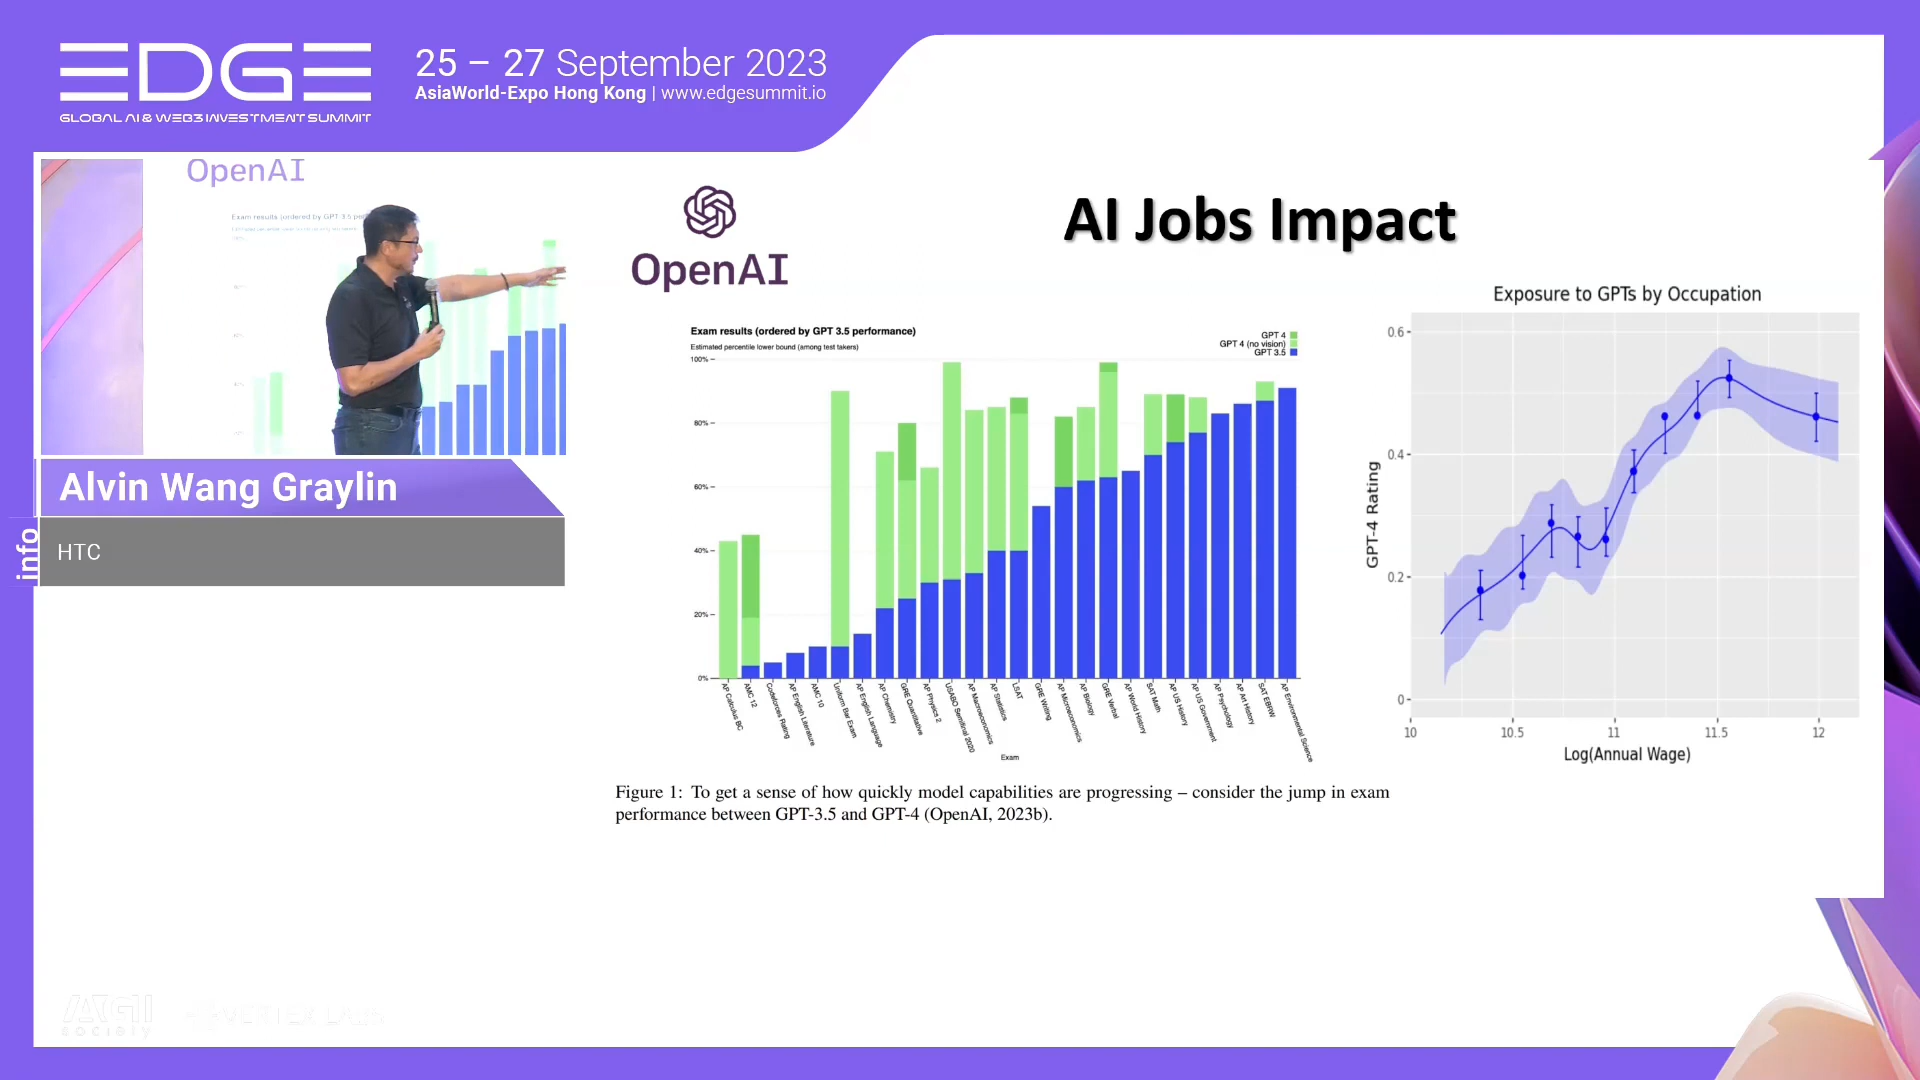 EDGE
GLOBAL AI & WEB3 INVESTMENT SUMMIT
25 – 27 September 2023
AsiaWorld-Expo Hong Kong | www.edgesummit.io
OpenAI
Exam results (ordered by GPT 3.5
Alvin Wang Graylin
info
HTC
OpenAI
AI Jobs Impact
Exam results (ordered by GPT 3.5 performance)
Estimated percentile lower bound (among test takers)
GPT 4
GPT 4 (no vision)
GPT 3.5
100%
80%
60%
40%
20%
0%
AP Calculus BC
AMC 12
Codeforces Rating
AP English Literature
AMC 10
Uniform Bar Exam
AP English Language
AP Chemistry
GRE Quantitative
AP Physics 2
USABO Semifinal 2020
AP Macroeconomics
AP Statistics
LSAT
GRE Writing
AP Microeconomics
AP Biology
GRE Verbal
AP World History
SAT Math
AP US History
AP US Government
AP Psychology
AP Art History
SAT EBRW
AP Environmental Science
Exam
Figure 1: To get a sense of how quickly model capabilities are progressing – consider the jump in exam
performance between GPT-3.5 and GPT-4 (OpenAI, 2023b).
Exposure to GPTs by Occupation
GPT-4 Rating
0.6
0.4
0.2
0
10
10.5
11
11.5
12
Log(Annual Wage)
AGI
SOCIETY